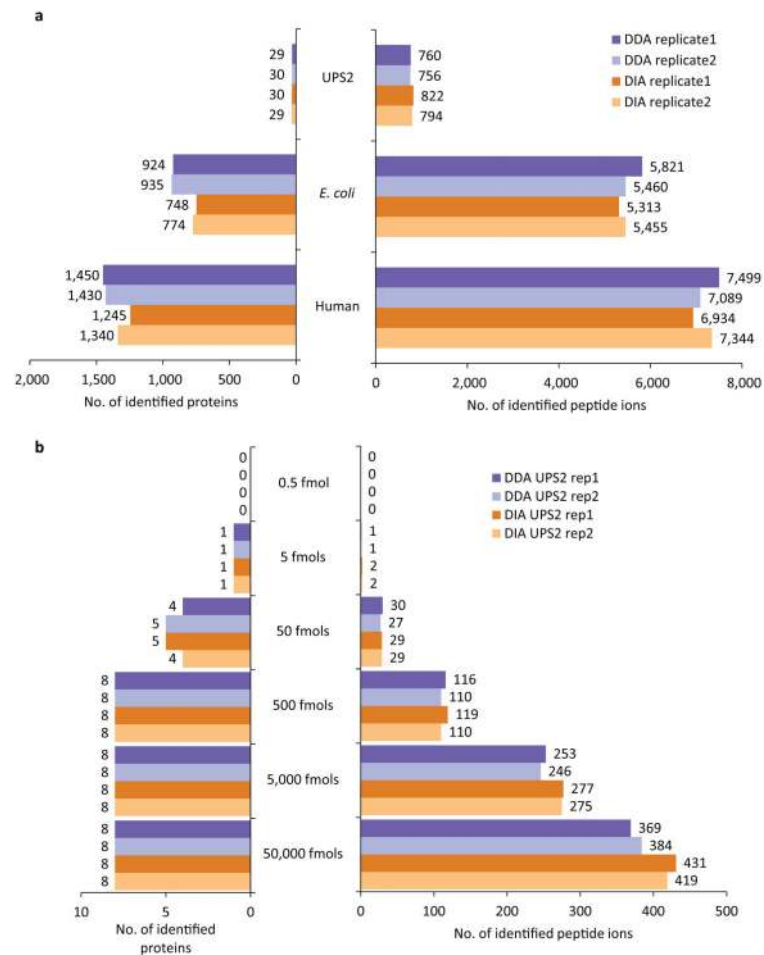 a
29
30
30
29
UPS2
760
756
822
794
DDA replicate1
DDA replicate2
DIA replicate1
DIA replicate2
924
935
748
774
E. coli
5,821
5,460
5,313
5,455
1,450
1,430
1,245
1,340
Human
7,499
7,089
6,934
7,344
2,000 1,500 1,000 500 0
No. of identified proteins
0 2,000 4,000 6,000 8,000
No. of identified peptide ions
b
0
0
0
0
0.5 fmol
0
0
0
0
DDA UPS2 rep1
DDA UPS2 rep2
DIA UPS2 rep1
DIA UPS2 rep2
1
1
1
1
5 fmols
1
1
2
2
4
5
5
4
50 fmols
30
27
29
29
8
8
8
8
500 fmols
116
110
119
110
8
8
8
8
5,000 fmols
253
246
277
275
8
8
8
8
50,000 fmols
369
384
431
419
10 5 0
No. of identified
proteins
0 100 200 300 400 500
No. of identified peptide ions